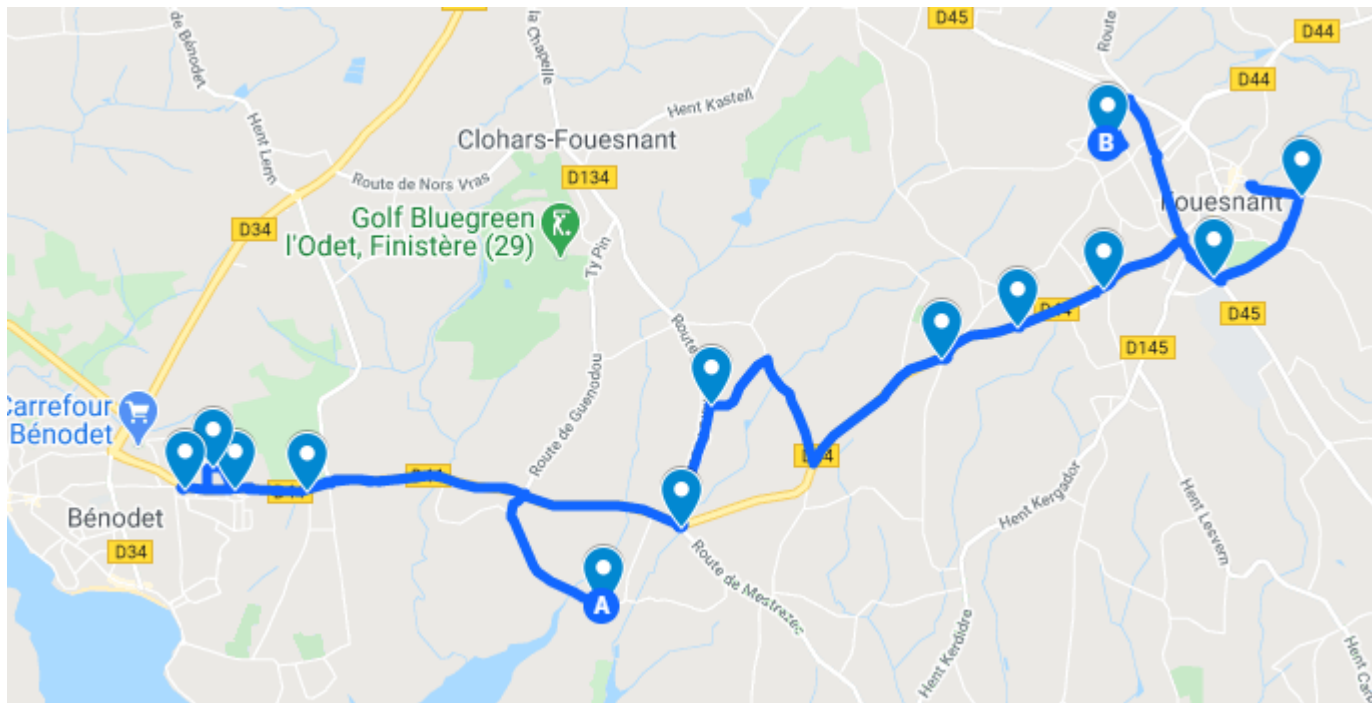 de Bénodet
Hent Lenn
D45
la Chapelle
Route
D44
D44
Hent Kastell
Clohars-Fouesnant
D134
Route de Nors Vras
B
Fouesnant
D34
Golf Bluegreen
l'Odet, Finistère (29)
Ty Pin
D45
Route
D145
Carrefour
Bénodet
Route de Guenodou
Bénodet
D34
Hent Kergador
Hent Lesvern
Route de Mestrezec
A
Hent Kerdidre